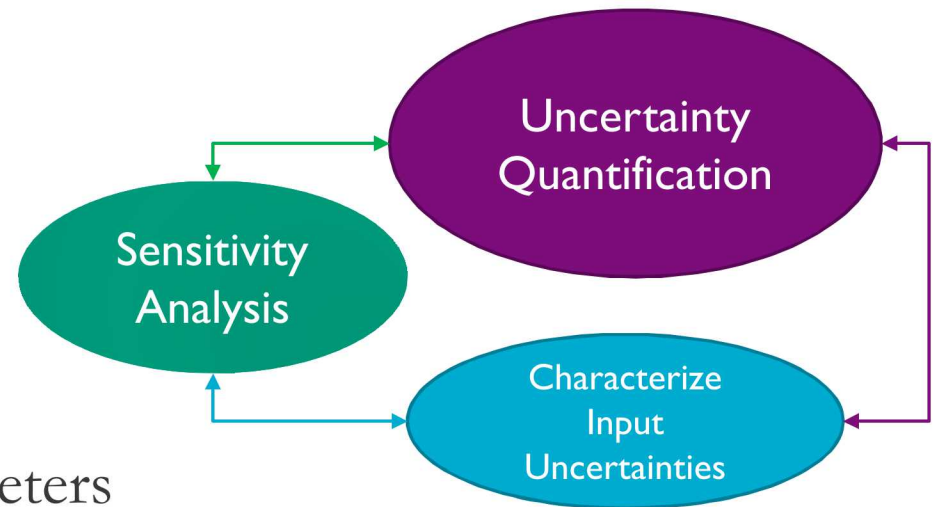 Uncertainty
Quantification
Sensitivity
Analysis
Characterize
Input
Uncertainties
eters